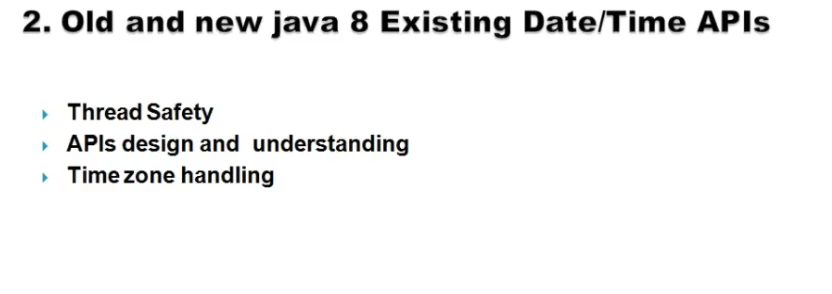 2. Old and new java 8 Existing Date/Time APIs
Thread Safety
APIs design and understanding
Time zone handling